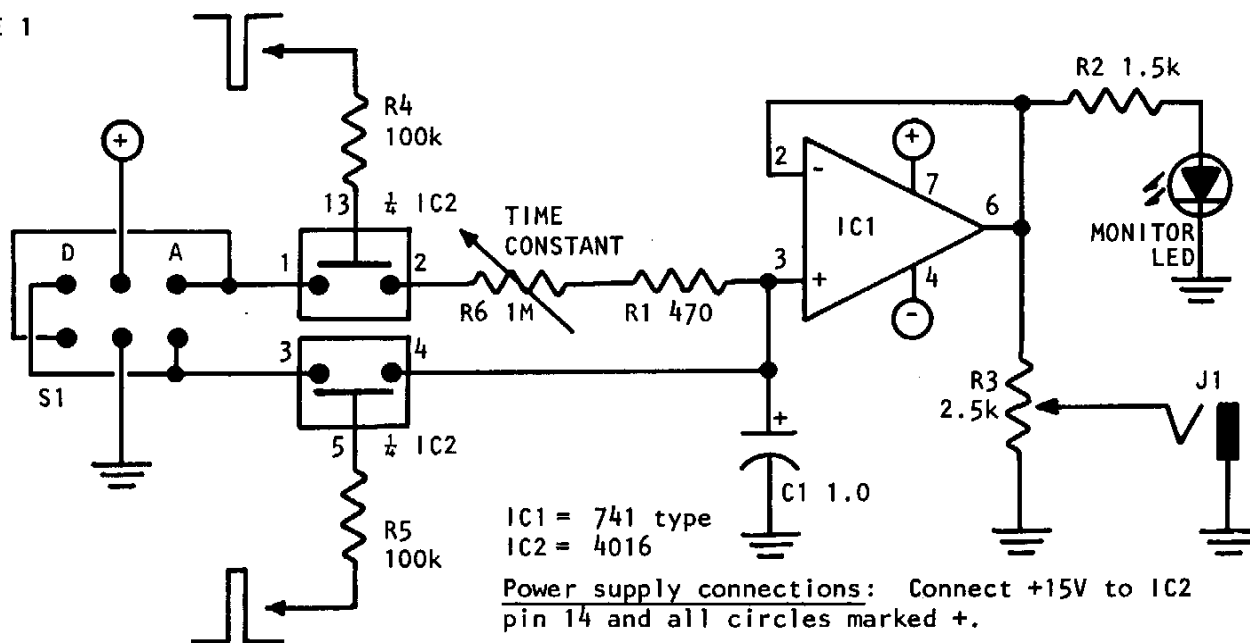 E 1
R4
100k
R2 1.5k
+
+
2
-
7
13 ¼ IC2
TIME
CONSTANT
IC1
6
MONITOR
LED
D
A
1
2
3
+
4
-
R6 1M
R1 470
3
4
S1
R3
2.5k
J1
5 ¼ IC2
+
C1 1.0
R5
100k
IC1 = 741 type
IC2 = 4016
Power supply connections: Connect +15V to IC2
pin 14 and all circles marked +.